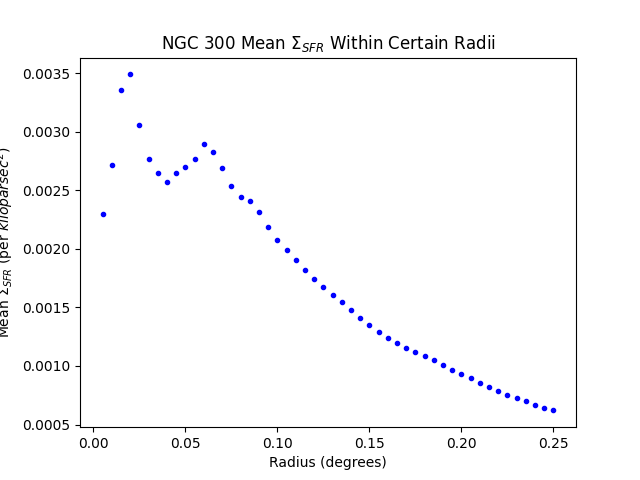 NGC 300 Mean Σ_SFR Within Certain Radii
0.0035
0.0030
0.0025
0.0020
0.0015
0.0010
0.0005
Mean Σ_SFR (per kiloparsec²)
0.00 0.05 0.10 0.15 0.20 0.25
Radius (degrees)